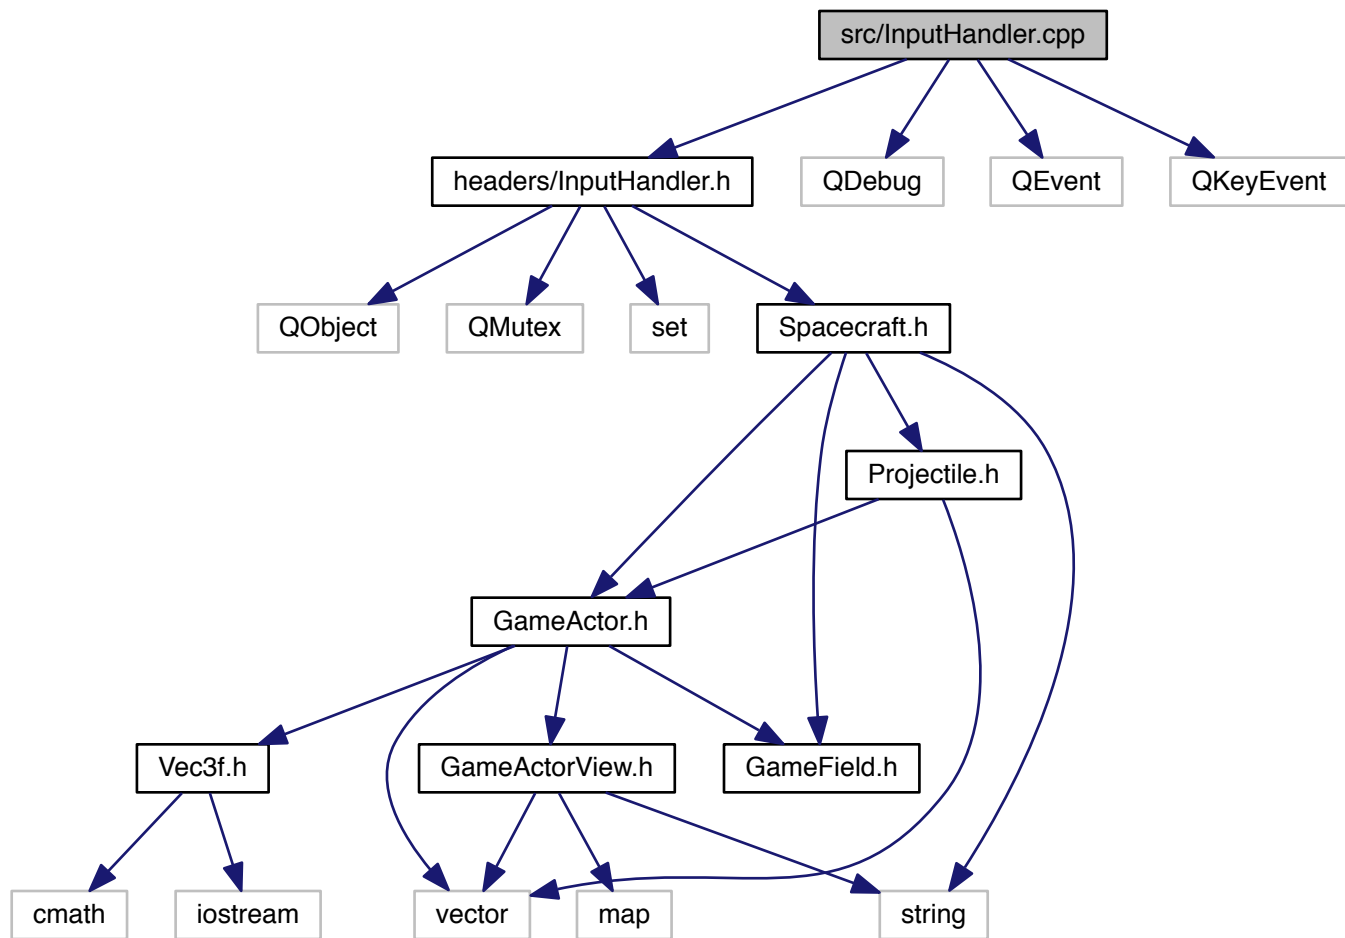 src/InputHandler.cpp
headers/InputHandler.h
QDebug
QEvent
QKeyEvent
QObject
QMutex
set
Spacecraft.h
Projectile.h
GameActor.h
Vec3f.h
GameActorView.h
GameField.h
cmath
iostream
vector
map
string